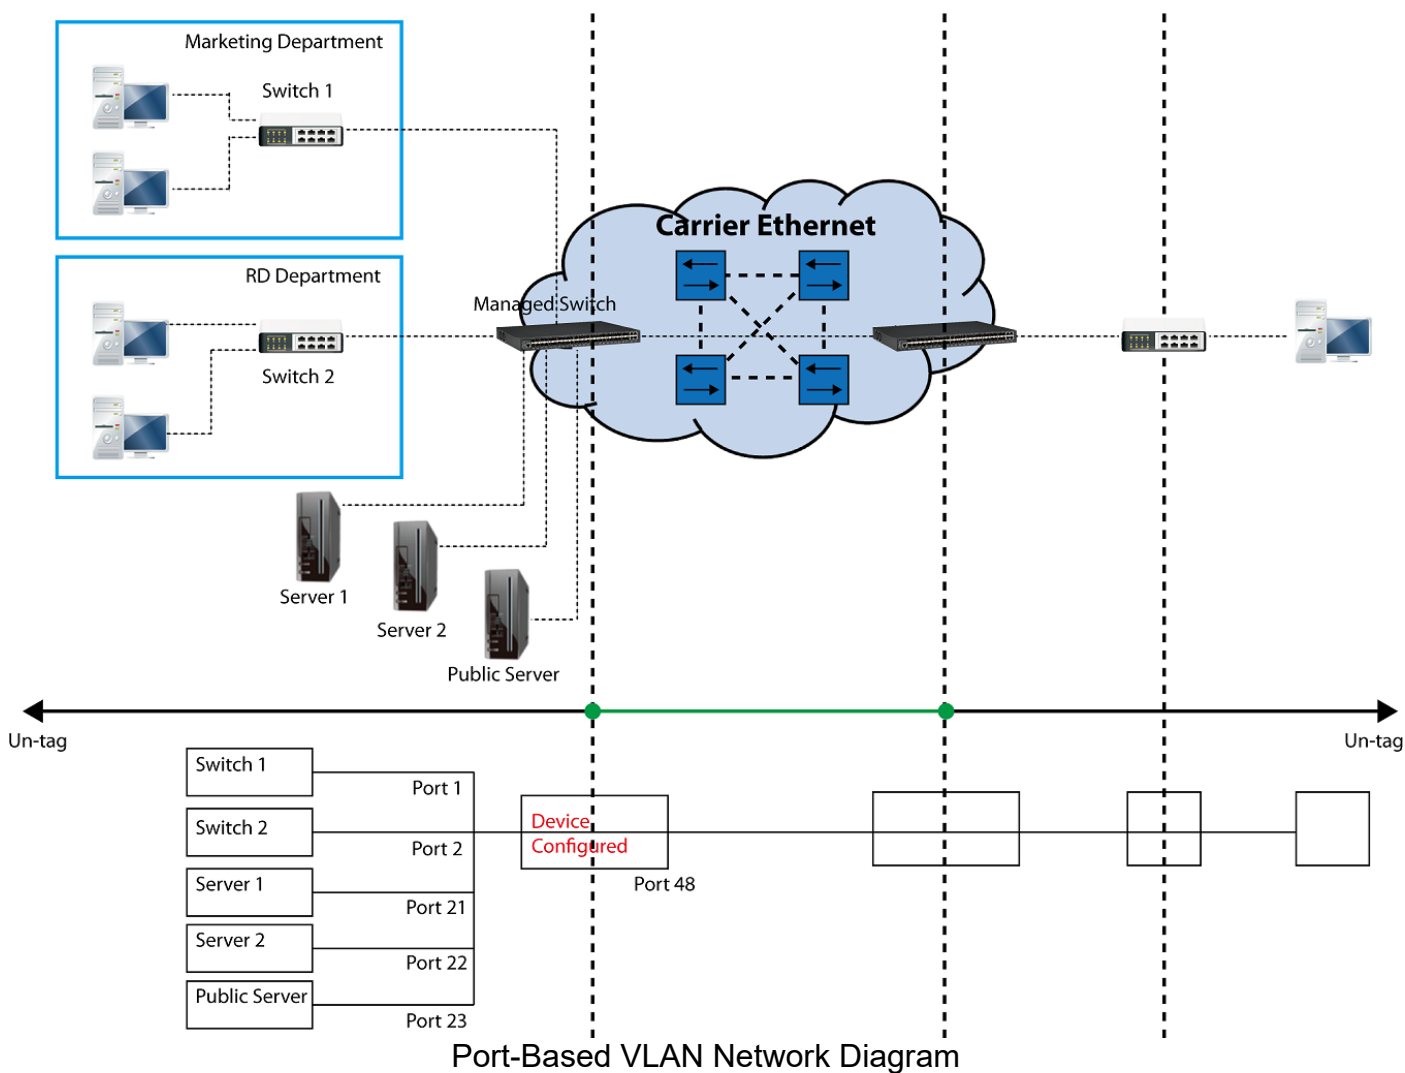 Marketing Department
Switch 1
RD Department
Switch 2
Carrier Ethernet
Managed Switch
Server 1
Server 2
Public Server
Un-tag
Un-tag
Switch 1
Port 1
Switch 2
Port 2
Device
Configured
Port 48
Server 1
Port 21
Server 2
Port 22
Public Server
Port 23
Port-Based VLAN Network Diagram